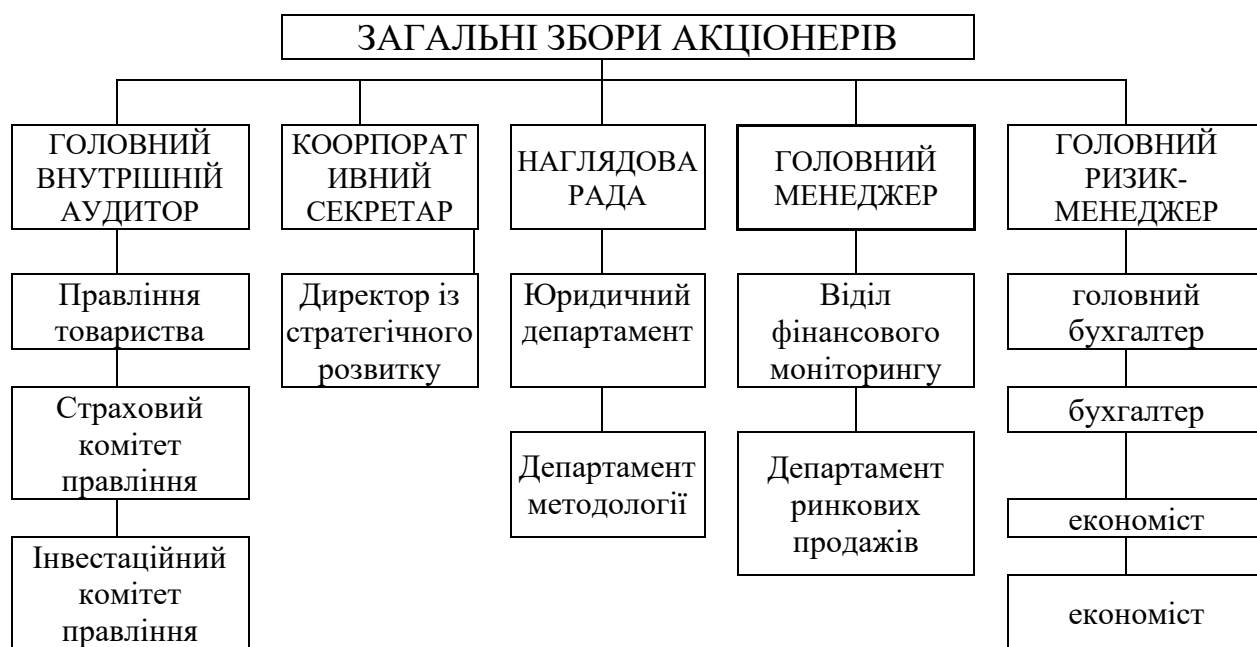 ЗАГАЛЬНІ ЗБОРИ АКЦІОНЕРІВ
ГОЛОВНИЙ
ВНУТРІШНІЙ
АУДИТОР
КООРПОРАТ
ИВНИЙ
СЕКРЕТАР
НАГЛЯДОВА
РАДА
ГОЛОВНИЙ
МЕНЕДЖЕР
ГОЛОВНИЙ
РИЗИК-
МЕНЕДЖЕР
Правління
товариства
Директор із
стратегічного
розвитку
Юридичний
департамент
Віділ
фінансового
моніторингу
головний
бухгалтер
Страховий
комітет
правління
Департамент
методології
Департамент
ринкових
продажів
бухгалтер
економіст
Інвестаційний
комітет
правління
економіст